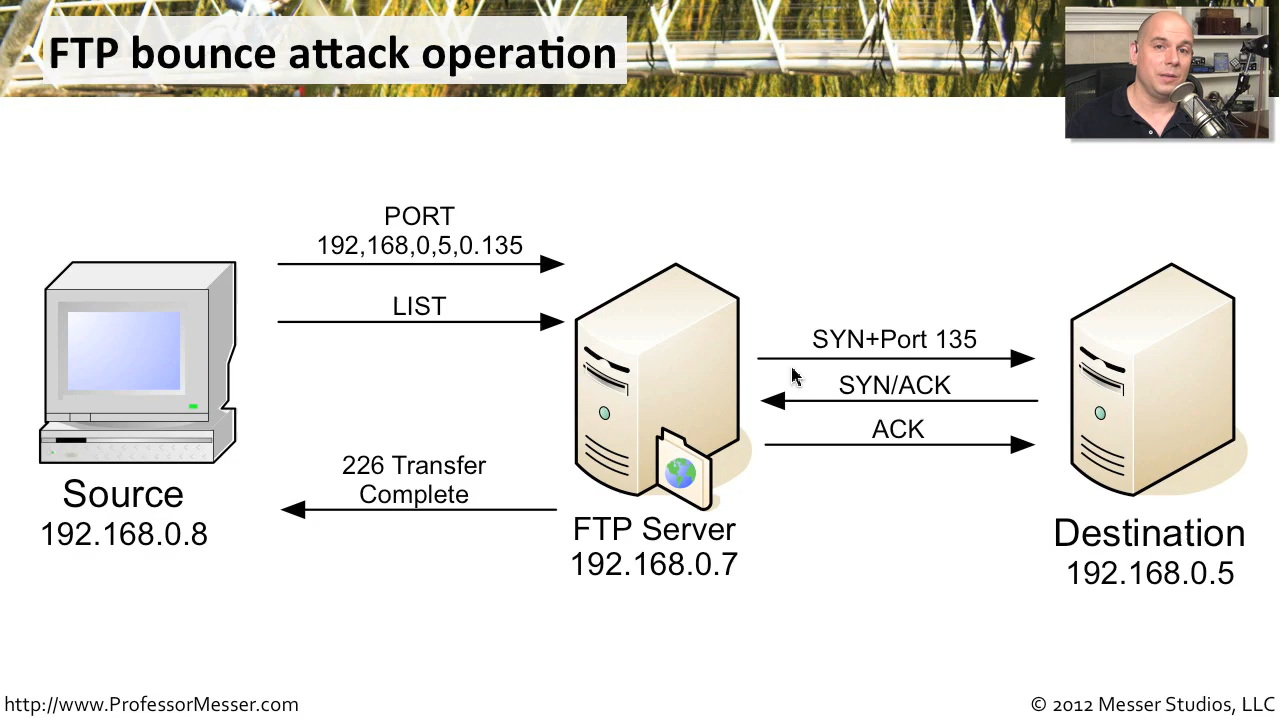 FTP bounce attack operation
PORT
192,168,0,5,0.135
LIST
SYN+Port 135
SYN/ACK
ACK
226 Transfer
Complete
Source
192.168.0.8
FTP Server
192.168.0.7
Destination
192.168.0.5
http://www.ProfessorMesser.com
© 2012 Messer Studios, LLC